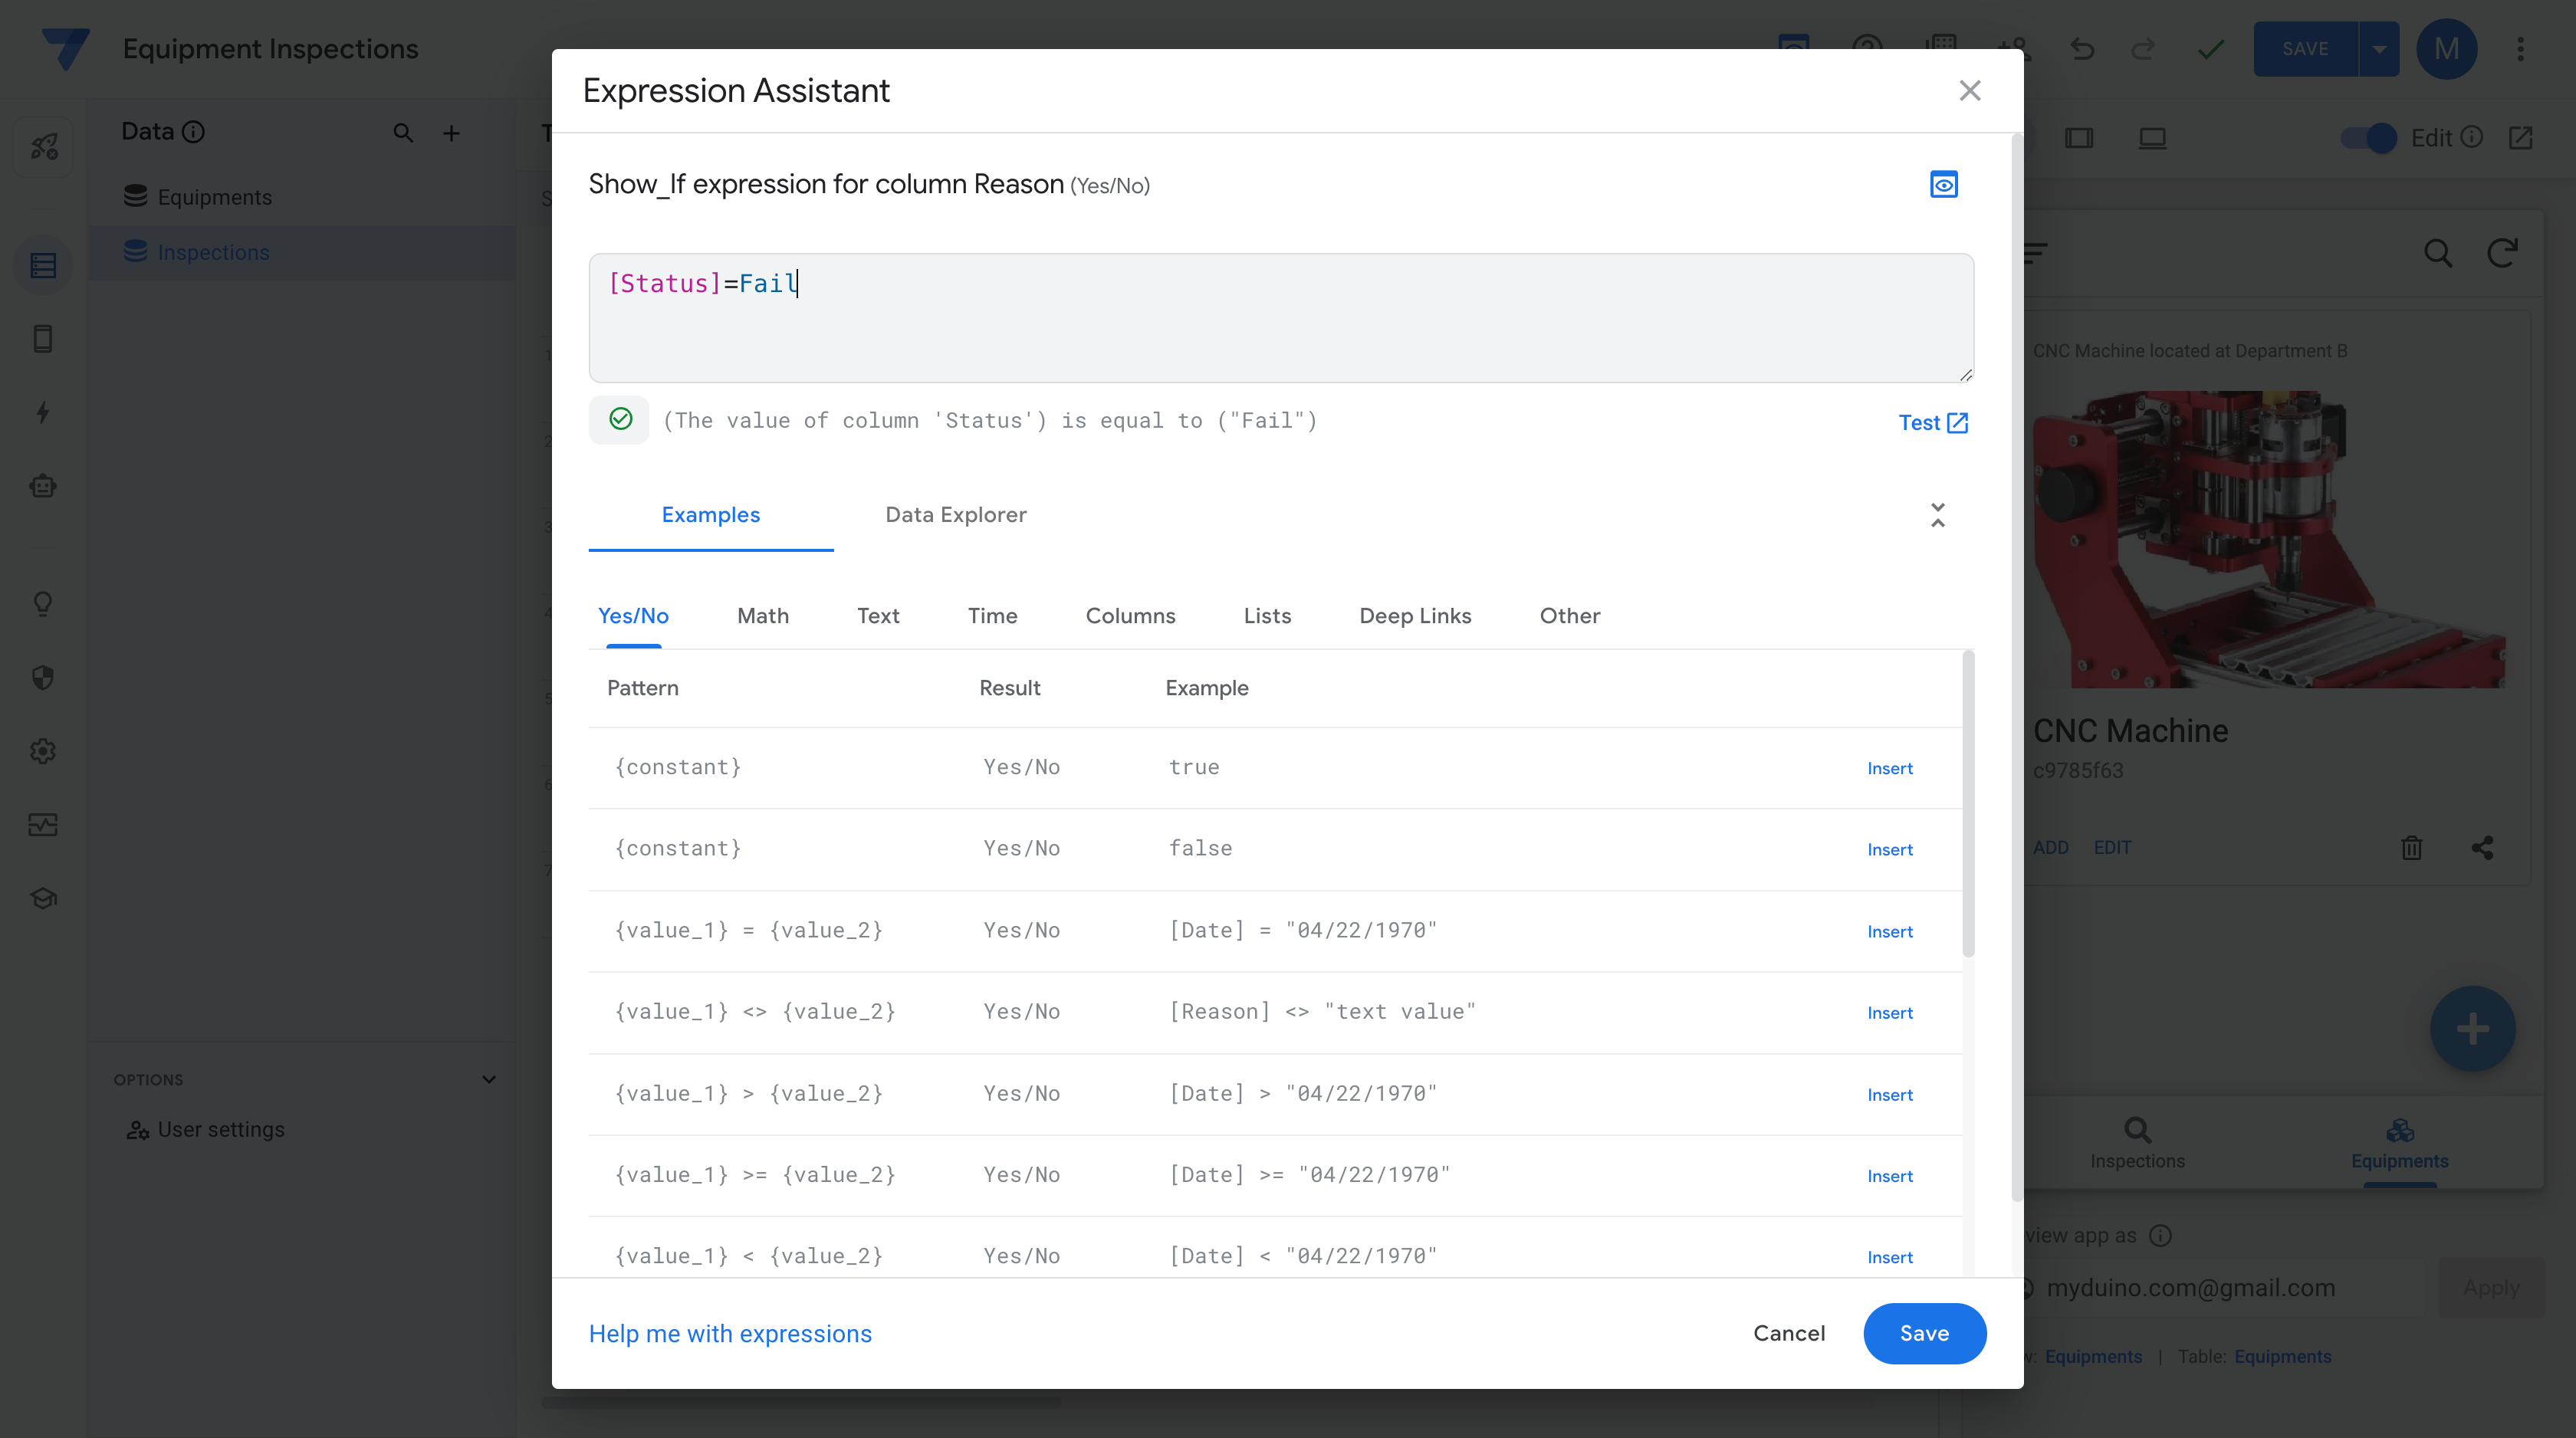 Equipment Inspections
SAVE
M
Data
Equipments
Inspections
OPTIONS
User settings
Expression Assistant
Show_If expression for column Reason (Yes/No)
[Status]=Fail
(The value of column 'Status') is equal to ("Fail")
Test
Examples
Data Explorer
Yes/No
Math
Text
Time
Columns
Lists
Deep Links
Other
Pattern Result Example
{constant} Yes/No true Insert
{constant} Yes/No false Insert
{value_1} = {value_2} Yes/No [Date] = "04/22/1970" Insert
{value_1} <> {value_2} Yes/No [Reason] <> "text value" Insert
{value_1} > {value_2} Yes/No [Date] > "04/22/1970" Insert
{value_1} >= {value_2} Yes/No [Date] >= "04/22/1970" Insert
{value_1} < {value_2} Yes/No [Date] < "04/22/1970" Insert
Help me with expressions
Cancel
Save
Edit
CNC Machine located at Department B
CNC Machine
c9785f63
ADD EDIT
Inspections
Equipments
view app as
myduino.com@gmail.com
Apply
Equipments | Table: Equipments